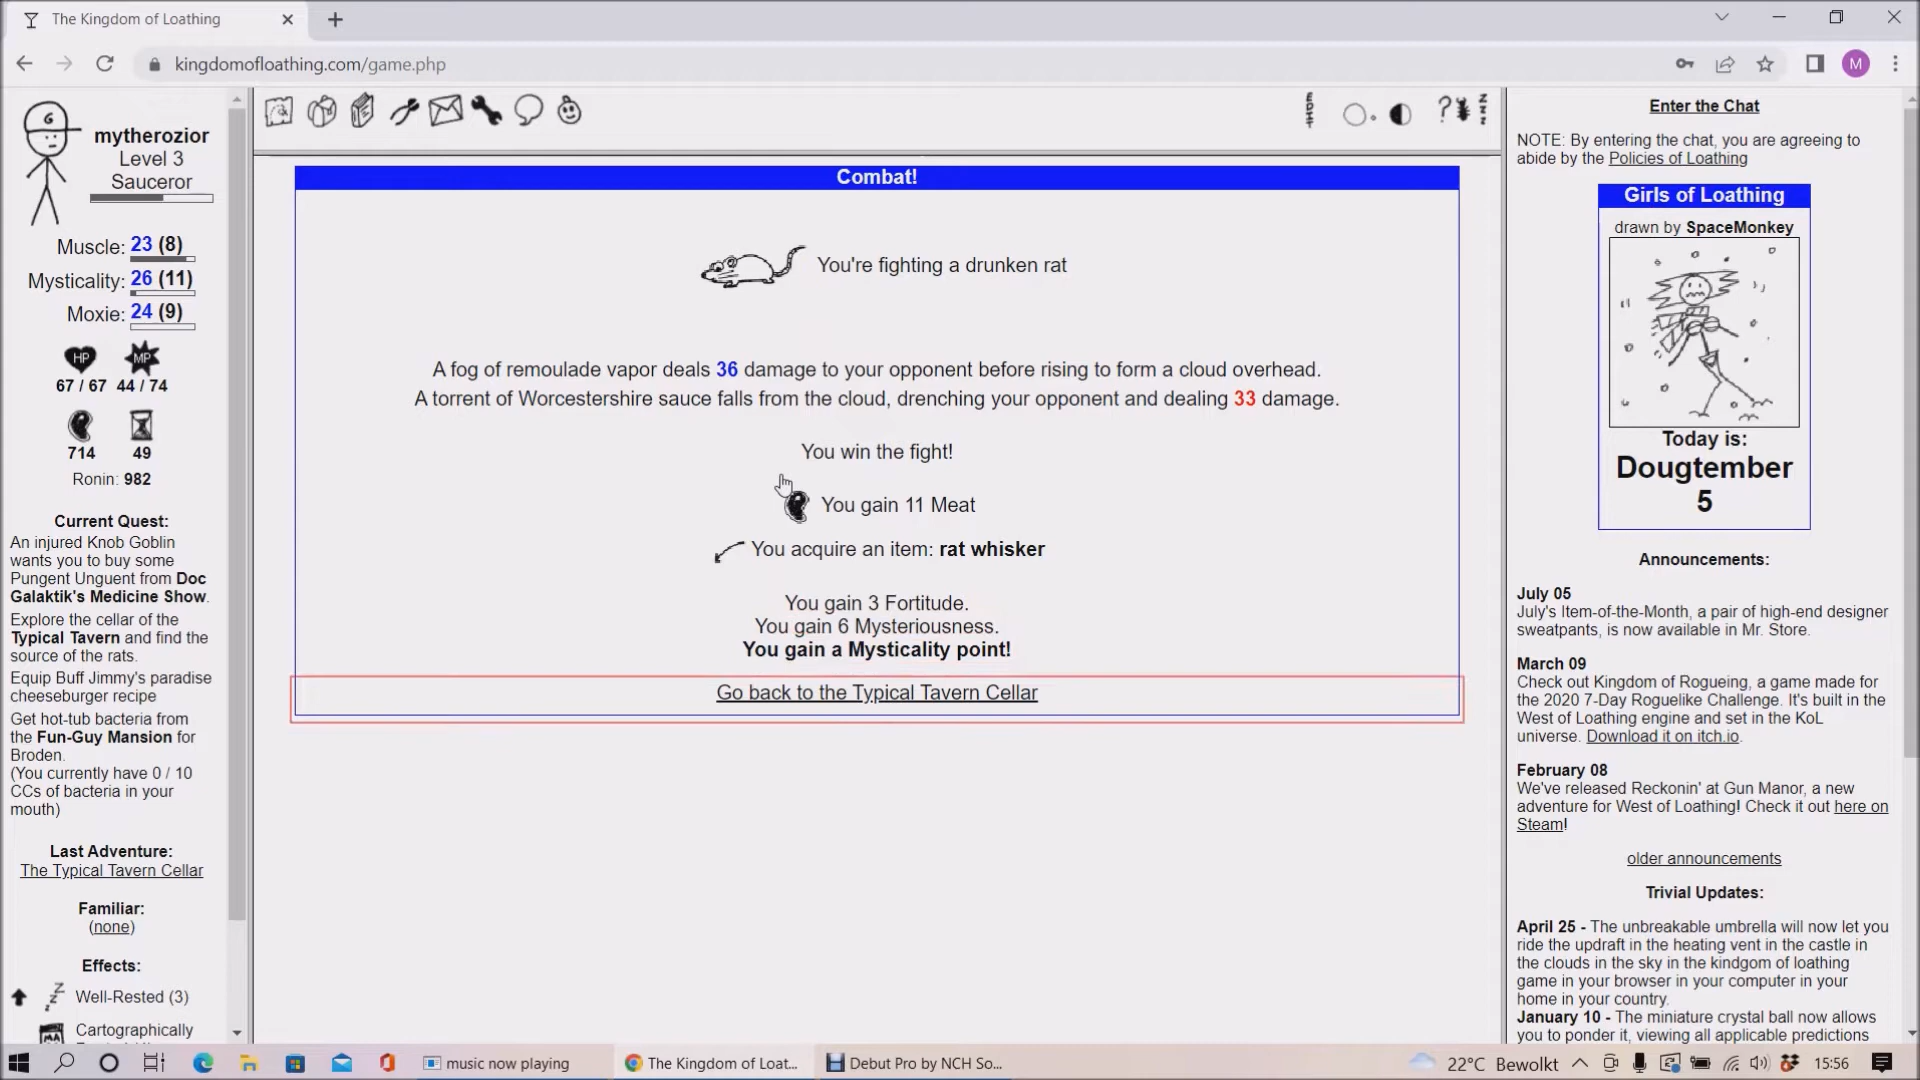 The Kingdom of Loathing
kingdomofloathing.com/game.php
M
mytherozior
Level 3
Sauceror
Muscle: 23 (8)
Mysticality: 26 (11)
Moxie: 24 (9)
HP MP
67 / 67 44 / 74
714 49
Ronin: 982
Current Quest:
An injured Knob Goblin
wants you to buy some
Pungent Unguent from Doc
Galaktik's Medicine Show.
Explore the cellar of the
Typical Tavern and find the
source of the rats.
Equip Buff Jimmy's paradise
cheeseburger recipe
Get hot-tub bacteria from
the Fun-Guy Mansion for
Broden.
(You currently have 0 / 10
CCs of bacteria in your
mouth)
Last Adventure:
The Typical Tavern Cellar
Familiar:
(none)
Effects:
Well-Rested (3)
Cartographically
Combat!
You're fighting a drunken rat
A fog of remoulade vapor deals 36 damage to your opponent before rising to form a cloud overhead.
A torrent of Worcestershire sauce falls from the cloud, drenching your opponent and dealing 33 damage.
You win the fight!
You gain 11 Meat
You acquire an item: rat whisker
You gain 3 Fortitude.
You gain 6 Mysteriousness.
You gain a Mysticality point!
Go back to the Typical Tavern Cellar
Enter the Chat
NOTE: By entering the chat, you are agreeing to
abide by the Policies of Loathing
Girls of Loathing
drawn by SpaceMonkey
Today is:
Dougtember
5
Announcements:
July 05
July's Item-of-the-Month, a pair of high-end designer
sweatpants, is now available in Mr. Store.
March 09
Check out Kingdom of Rogueing, a game made for
the 2020 7-Day Roguelike Challenge. It's built in the
West of Loathing engine and set in the KoL
universe. Download it on itch.io.
February 08
We've released Reckonin' at Gun Manor, a new
adventure for West of Loathing! Check it out here on
Steam!
older announcements
Trivial Updates:
April 25 - The unbreakable umbrella will now let you
ride the updraft in the heating vent in the castle in
the clouds in the sky in the kindgom of loathing
game in your browser in your computer in your
home in your country.
January 10 - The miniature crystal ball now allows
you to ponder it, viewing all applicable predictions
music now playing
The Kingdom of Loat...
Debut Pro by NCH So...
22°C Bewolkt
15:56